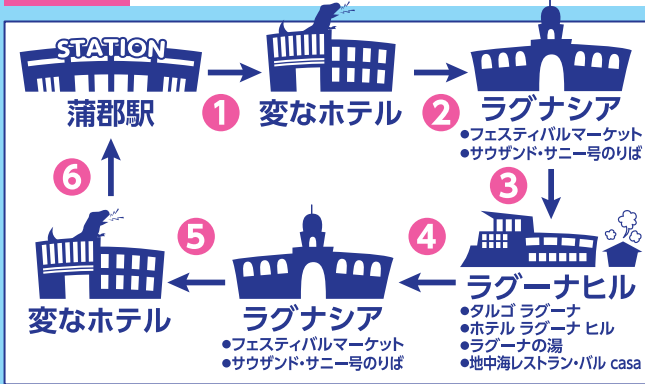 STATION
蒲郡駅
1
変なホテル
2
ラグナシア
●フェスティバルマーケット
●サウザンド・サニー号のりば
3
ラグーナヒル
●タルゴ ラグーナ
●ホテル ラグーナ ヒル
●ラグーナの湯
●地中海レストラン・バル casa
4
ラグナシア
●フェスティバルマーケット
●サウザンド・サニー号のりば
5
変なホテル
6